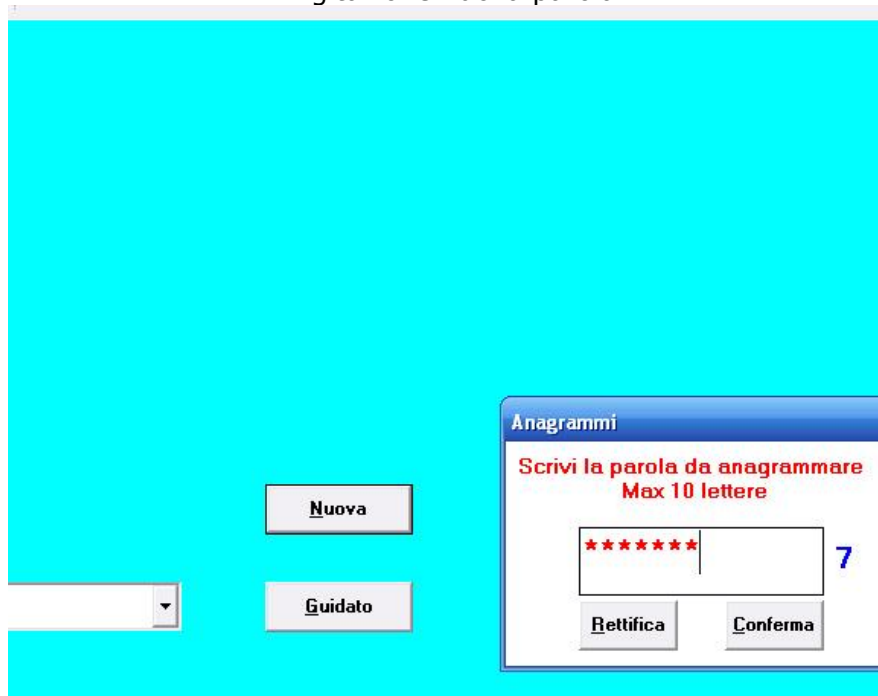 Anagrammi
Scrivi la parola da anagrammare
Max 10 lettere
*******
7
Nuova
Rettifica
Conferma
Guidato